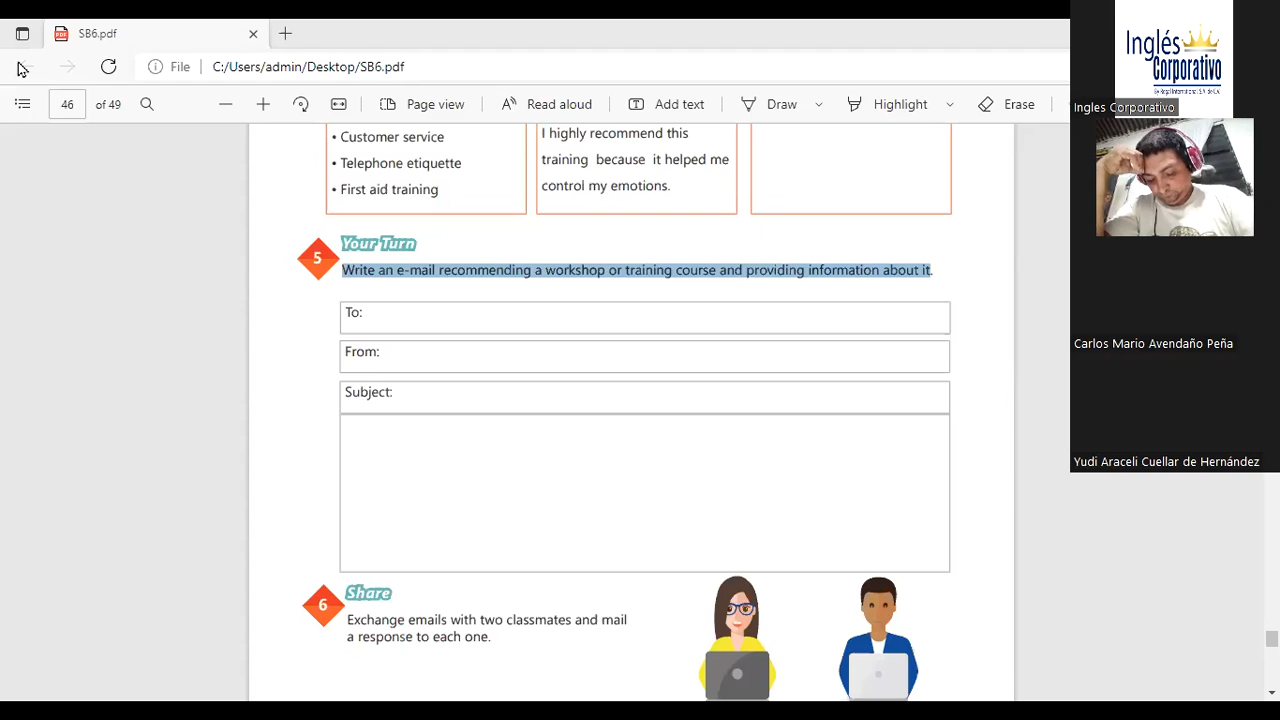 SB6.pdf
File
C:/Users/admin/Desktop/SB6.pdf
46 of 49
Page view
Read aloud
Add text
Draw
Highlight
Erase
• Customer service
• Telephone etiquette
• First aid training
I highly recommend this
training because it helped me
control my emotions.
5
Your Turn
Write an e-mail recommending a workshop or training course and providing information about it.
To:
From:
Subject:
6
Share
Exchange emails with two classmates and mail
a response to each one.
Inglés
Corporativo
by Regal International S.A. de C.V.
Ingles Corporativo
Carlos Mario Avendaño Peña
Yudi Araceli Cuellar de Hernández